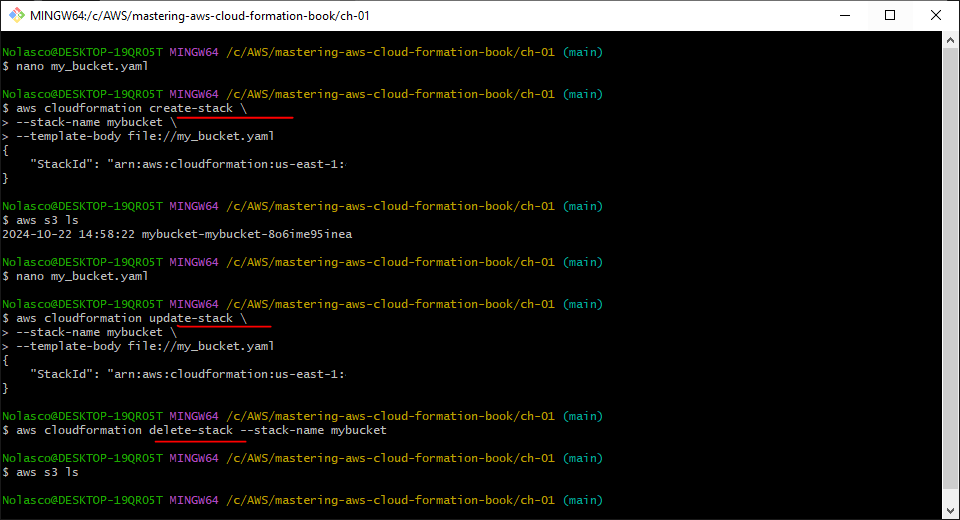 MINGW64:/c/AWS/mastering-aws-cloud-formation-book/ch-01
Nolasco@DESKTOP-19QRO5T MINGW64 /c/AWS/mastering-aws-cloud-formation-book/ch-01 (main)
$ nano my_bucket.yaml
Nolasco@DESKTOP-19QRO5T MINGW64 /c/AWS/mastering-aws-cloud-formation-book/ch-01 (main)
$ aws cloudformation create-stack \
> --stack-name mybucket \
> --template-body file://my_bucket.yaml
{
    "StackId": "arn:aws:cloudformation:us-east-1:
}
Nolasco@DESKTOP-19QRO5T MINGW64 /c/AWS/mastering-aws-cloud-formation-book/ch-01 (main)
$ aws s3 ls
2024-10-22 14:58:22 mybucket-mybucket-8o6ime95inea
Nolasco@DESKTOP-19QRO5T MINGW64 /c/AWS/mastering-aws-cloud-formation-book/ch-01 (main)
$ nano my_bucket.yaml
Nolasco@DESKTOP-19QRO5T MINGW64 /c/AWS/mastering-aws-cloud-formation-book/ch-01 (main)
$ aws cloudformation update-stack \
> --stack-name mybucket \
> --template-body file://my_bucket.yaml
{
    "StackId": "arn:aws:cloudformation:us-east-1:
}
Nolasco@DESKTOP-19QRO5T MINGW64 /c/AWS/mastering-aws-cloud-formation-book/ch-01 (main)
$ aws cloudformation delete-stack --stack-name mybucket
Nolasco@DESKTOP-19QRO5T MINGW64 /c/AWS/mastering-aws-cloud-formation-book/ch-01 (main)
$ aws s3 ls
Nolasco@DESKTOP-19QRO5T MINGW64 /c/AWS/mastering-aws-cloud-formation-book/ch-01 (main)